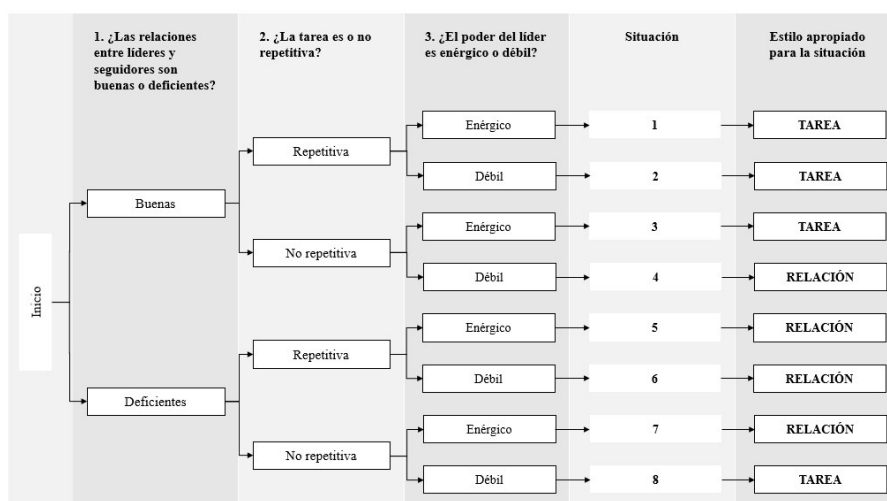 1. ¿Las relaciones
entre líderes y
seguidores son
buenas o deficientes?
2. ¿La tarea es o no
repetitiva?
3. ¿El poder del líder
es enérgico o débil?
Situación
Estilo apropiado
para la situación
Inicio
Buenas
Deficientes
Repetitiva
No repetitiva
Repetitiva
No repetitiva
Enérgico
1
TAREA
Débil
2
TAREA
Enérgico
3
TAREA
Débil
4
RELACIÓN
Enérgico
5
RELACIÓN
Débil
6
RELACIÓN
Enérgico
7
RELACIÓN
Débil
8
TAREA